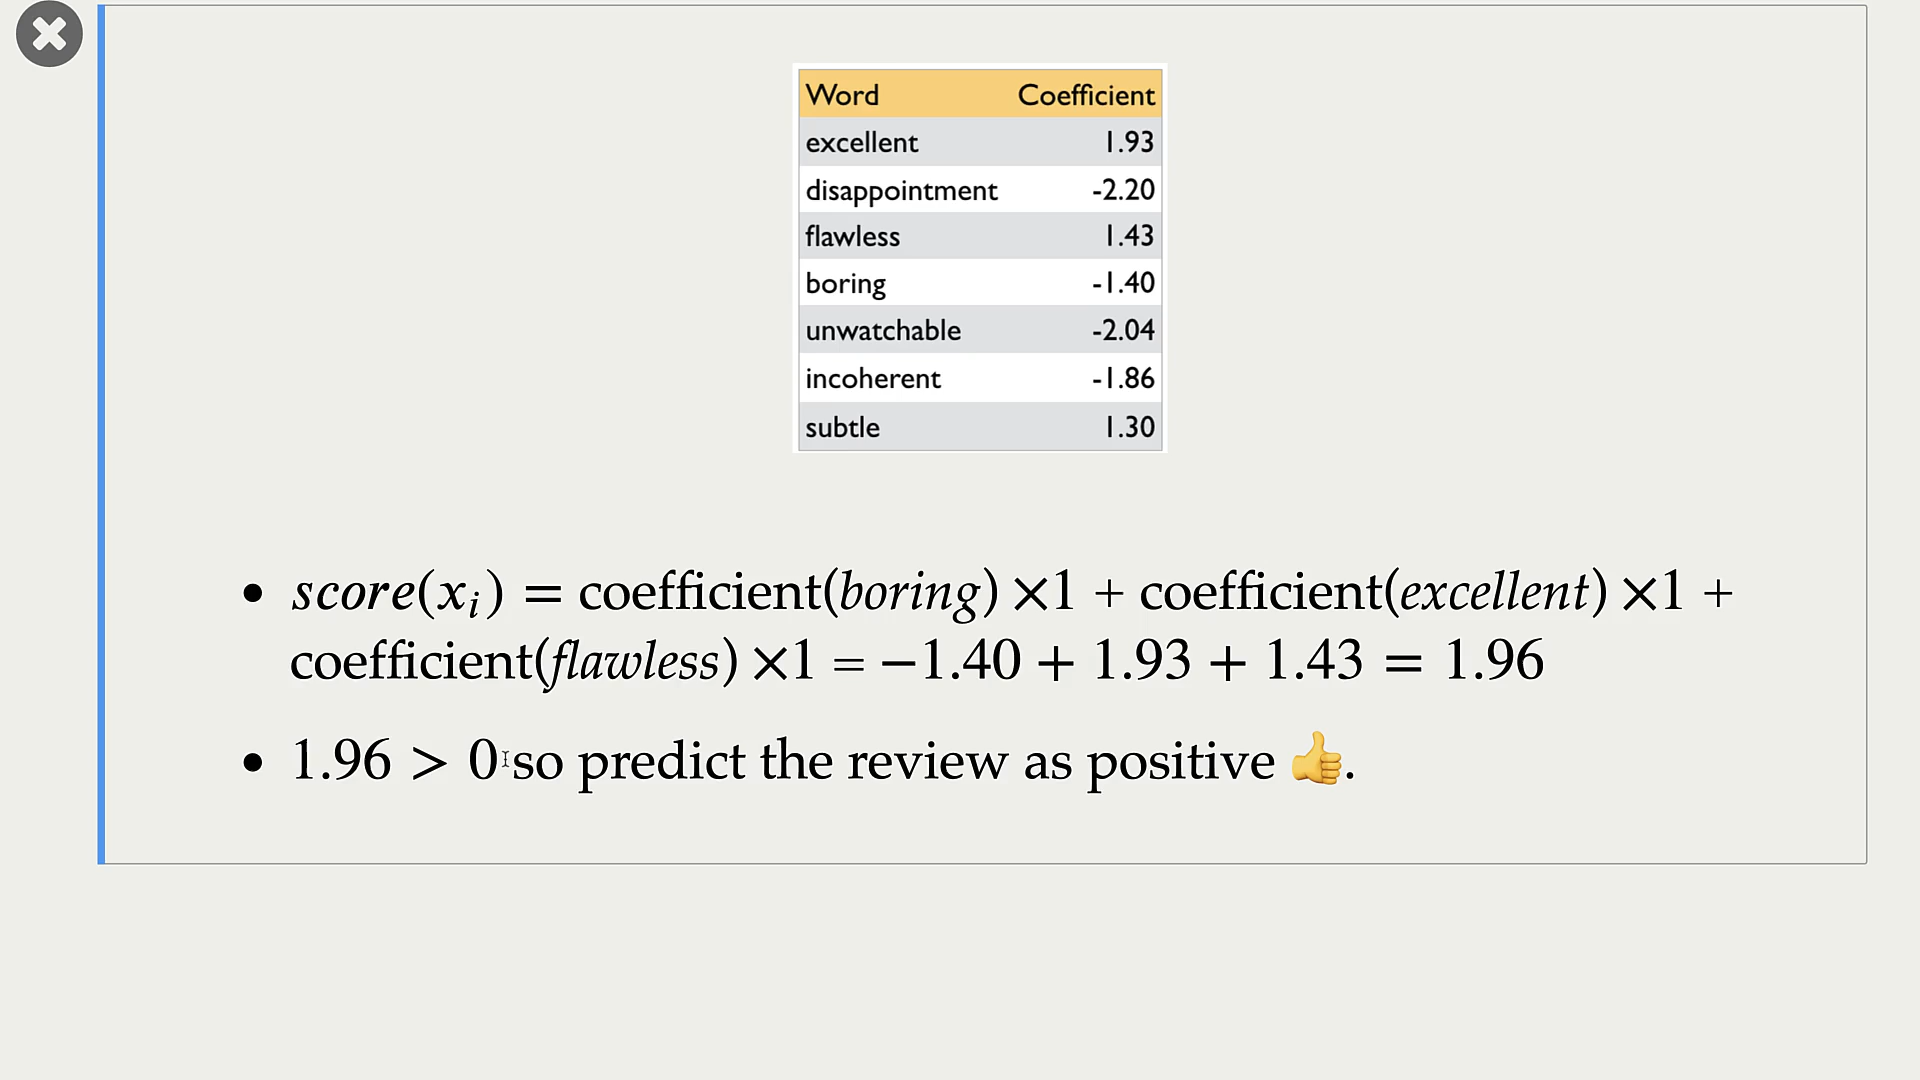 Word Coefficient
excellent 1.93
disappointment -2.20
flawless 1.43
boring -1.40
unwatchable -2.04
incoherent -1.86
subtle 1.30
• score(xᵢ) = coefficient(boring) ×1 + coefficient(excellent) ×1 +
coefficient(flawless) ×1 = −1.40 + 1.93 + 1.43 = 1.96
• 1.96 > 0 so predict the review as positive 👍.